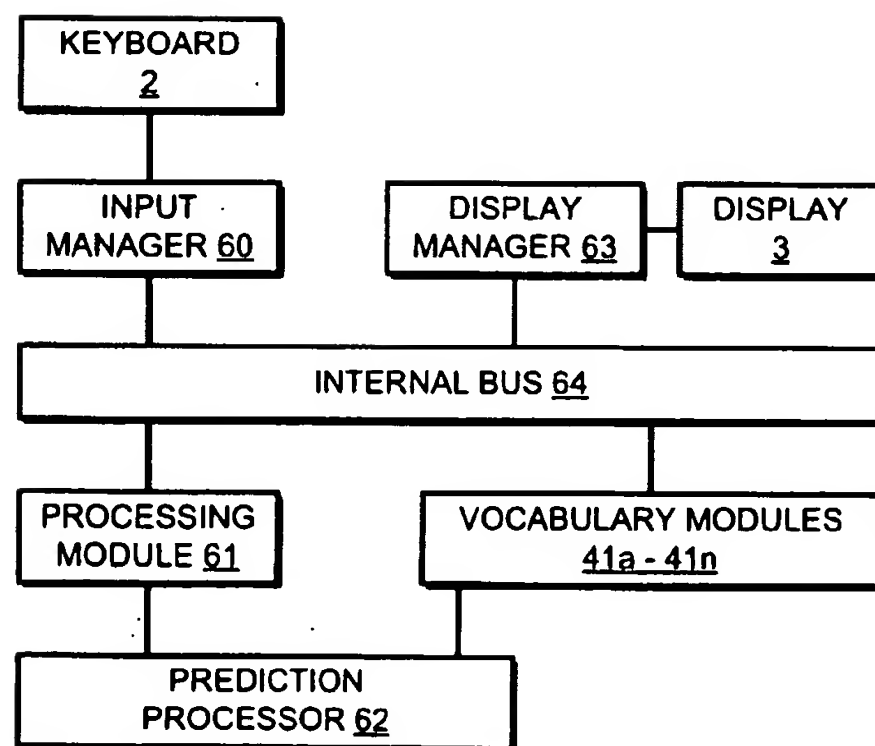 KEYBOARD
2
INPUT
MANAGER 60
DISPLAY
MANAGER 63
DISPLAY
3
INTERNAL BUS 64
PROCESSING
MODULE 61
VOCABULARY MODULES
41a - 41n
PREDICTION
PROCESSOR 62